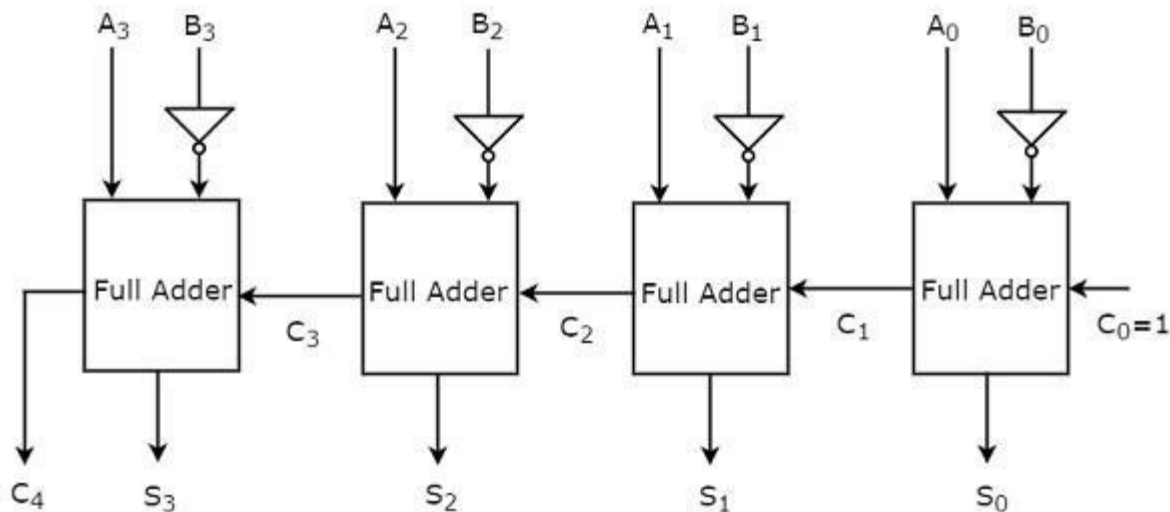 A₃ B₃ A₂ B₂ A₁ B₁ A₀ B₀
Full Adder Full Adder Full Adder Full Adder
C₃ C₂ C₁ C₀=1
C₄ S₃ S₂ S₁ S₀